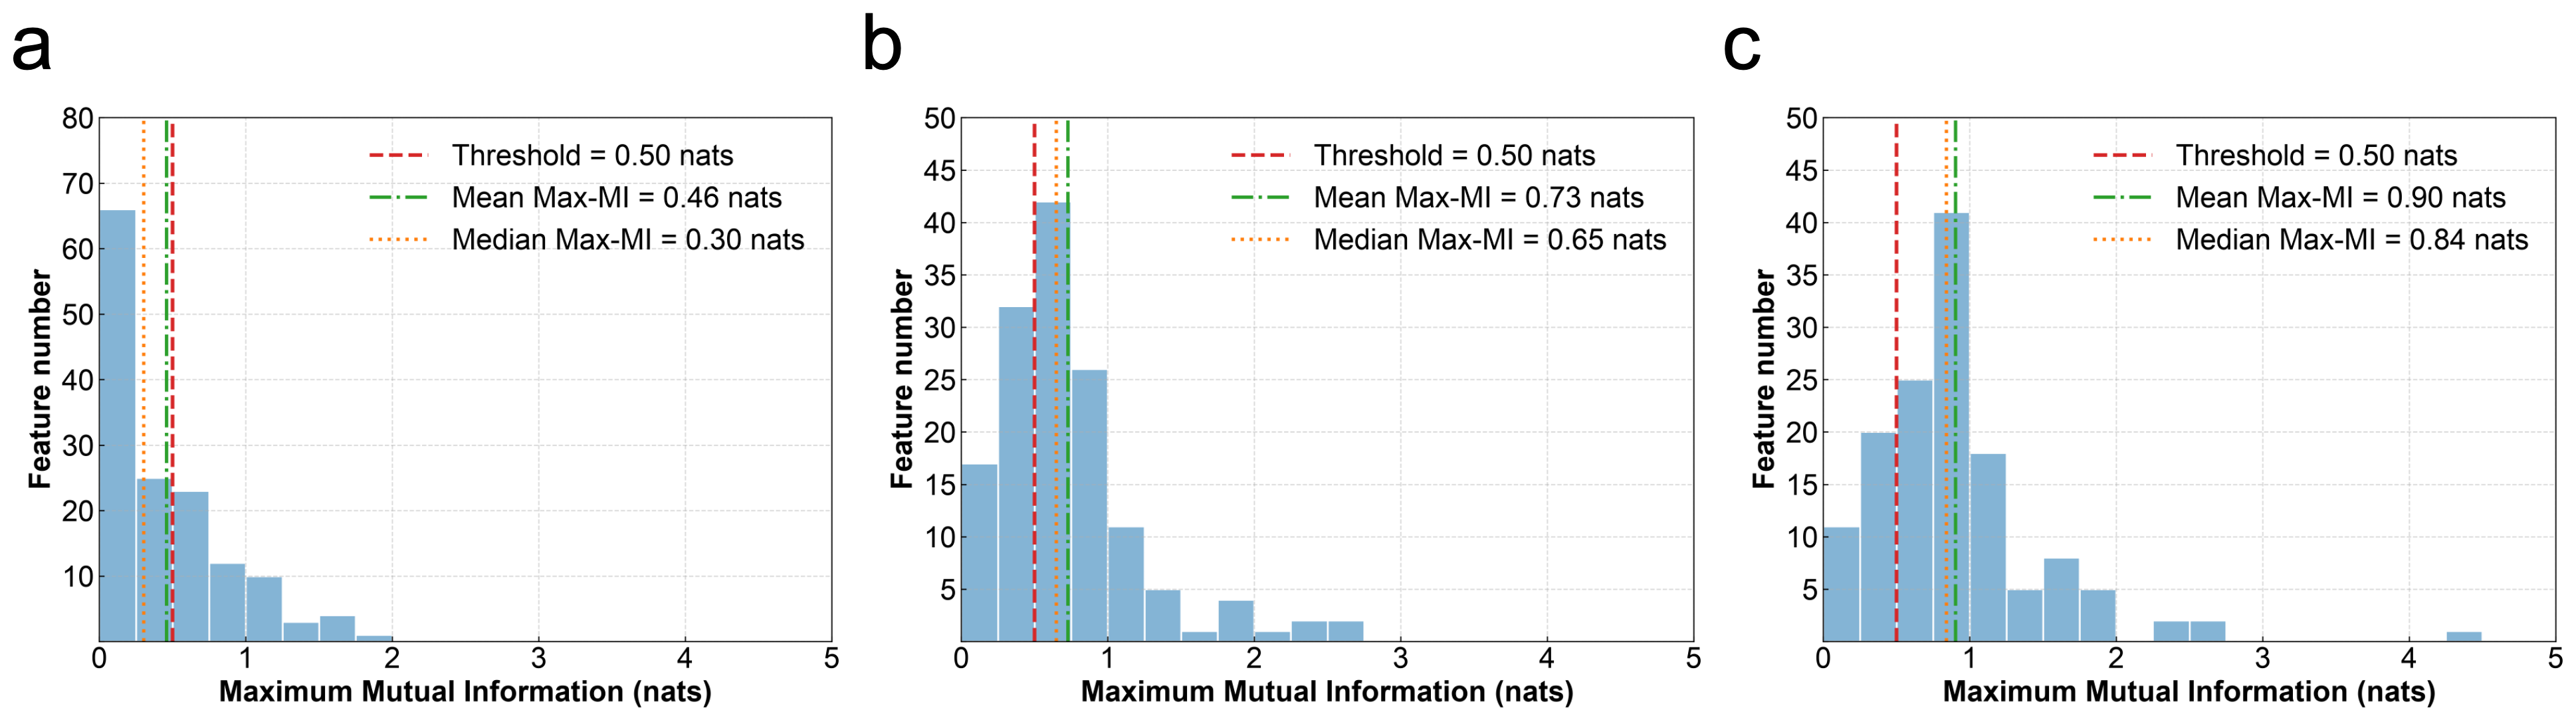 a
b
c
80
70
60
50
40
30
20
10
Feature number
Threshold = 0.50 nats
Mean Max-MI = 0.46 nats
Median Max-MI = 0.30 nats
0 1 2 3 4 5
Maximum Mutual Information (nats)
50
45
40
35
30
25
20
15
10
5
Feature number
Threshold = 0.50 nats
Mean Max-MI = 0.73 nats
Median Max-MI = 0.65 nats
0 1 2 3 4 5
Maximum Mutual Information (nats)
50
45
40
35
30
25
20
15
10
5
Feature number
Threshold = 0.50 nats
Mean Max-MI = 0.90 nats
Median Max-MI = 0.84 nats
0 1 2 3 4 5
Maximum Mutual Information (nats)